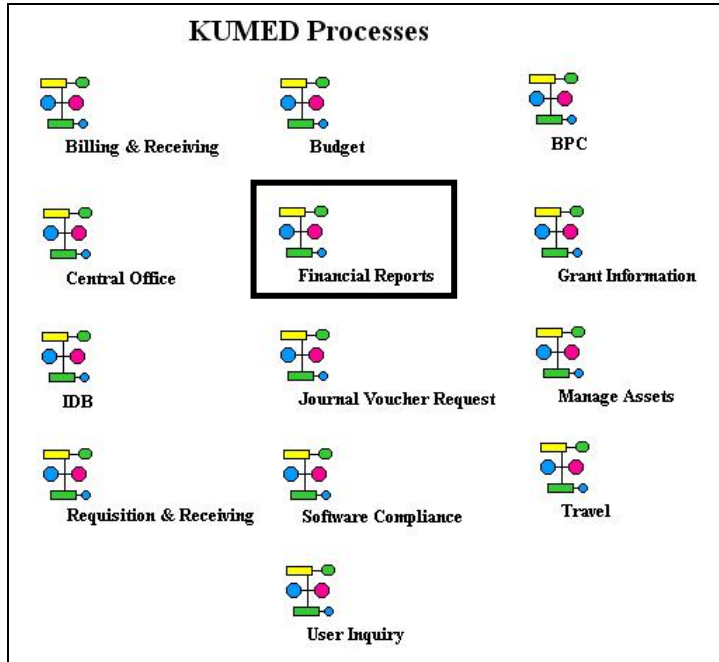 KUMED Processes
Billing & Receiving
Budget
BPC
Central Office
Financial Reports
Grant Information
IDB
Journal Voucher Request
Manage Assets
Requisition & Receiving
Software Compliance
Travel
User Inquiry